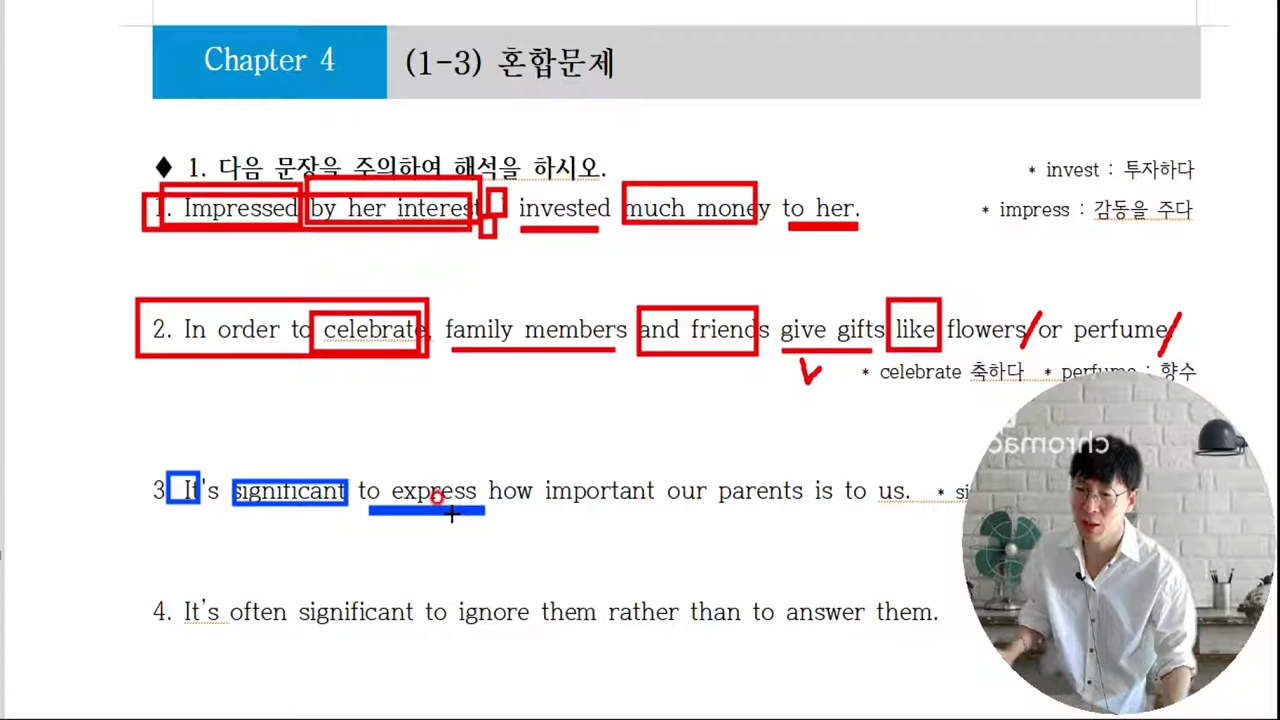 Chapter 4
(1-3) 혼합문제
◆ 1. 다음 문장을 주의하여 해석을 하시오.
* invest : 투자하다
1. Impressed by her interest, I invested much money to her.
* impress : 감동을 주다
2. In order to celebrate, family members and friends give gifts like flowers or perfume.
* celebrate 축하다 * perfume : 향수
3. It's significant to express how important our parents is to us. *
4. It's often significant to ignore them rather than to answer them.